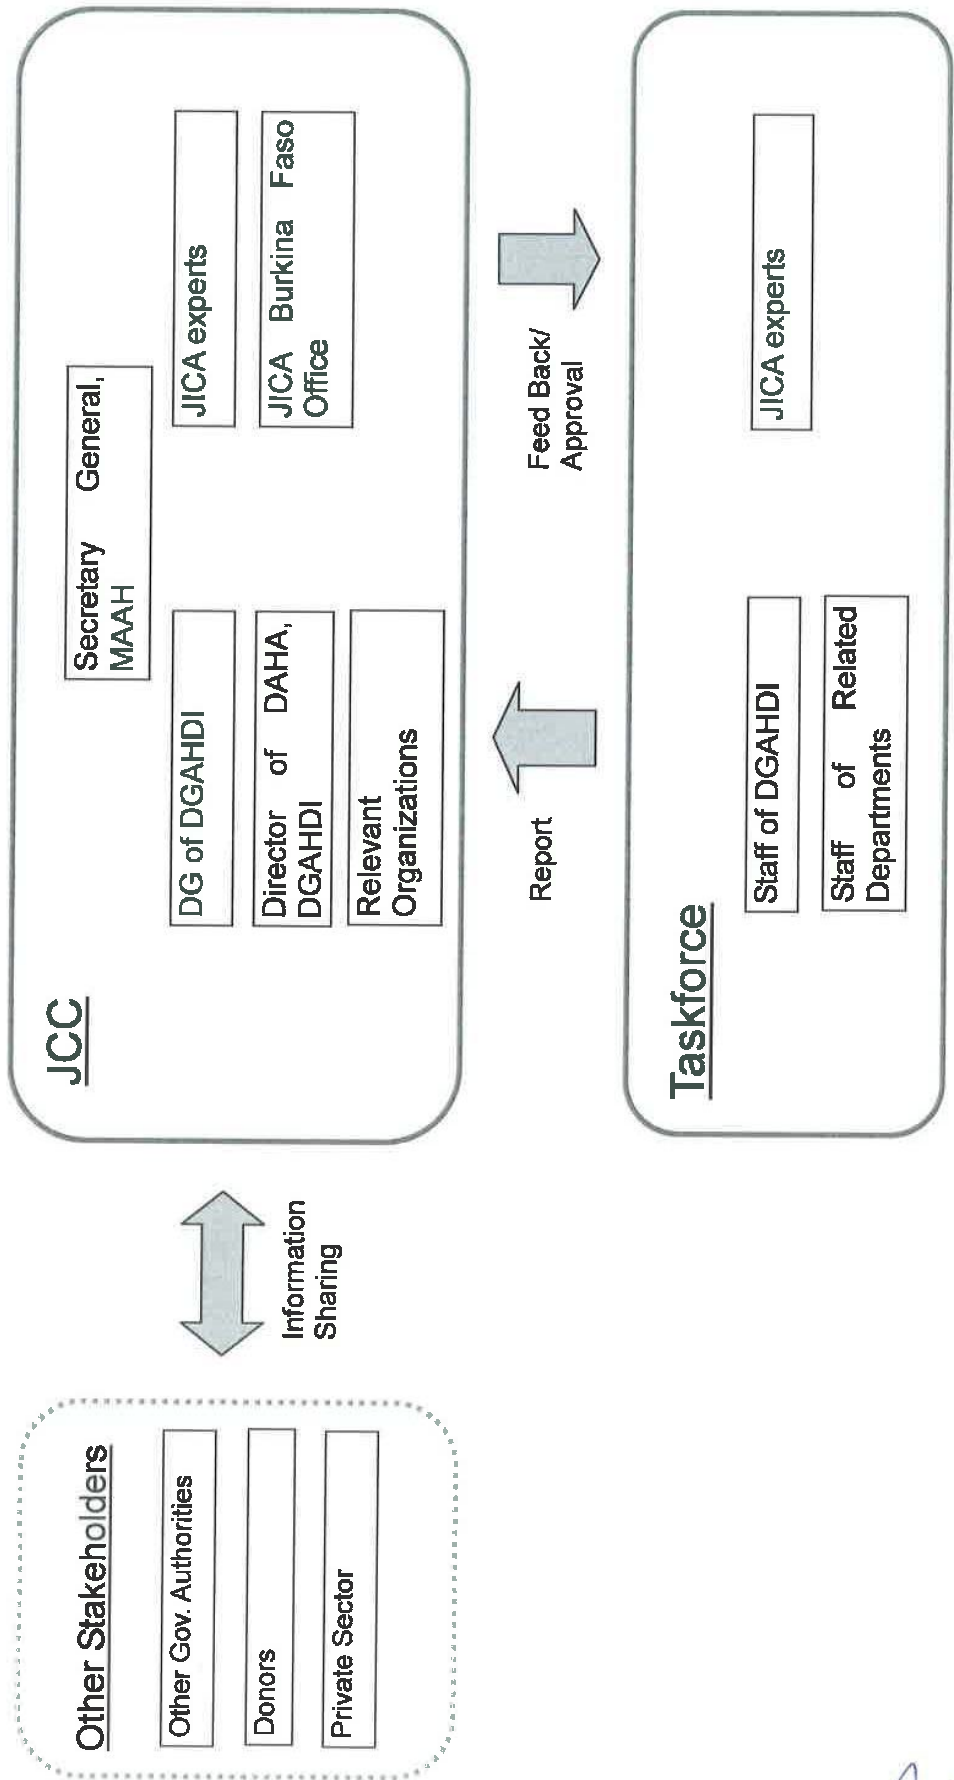 Other Stakeholders
Other Gov. Authorities
Donors
Private Sector
Information
Sharing
JCC
Secretary General,
MAAH
DG of DGAHDI
Director of DAHA,
DGAHDI
Relevant
Organizations
JICA experts
JICA Burkina Faso
Office
Report
Feed Back/
Approval
Taskforce
Staff of DGAHDI
Staff of Related
Departments
JICA experts